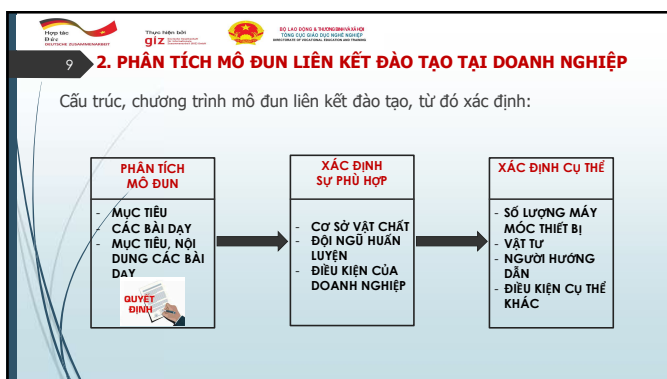 Hợp tác
Đức
DEUTSCHE ZUSAMMENARBEIT
Thực hiện bởi
giz
BỘ LAO ĐỘNG & THƯƠNG BINH VÀ XÃ HỘI
TỔNG CỤC GIÁO DỤC NGHỀ NGHIỆP
DIRECTORATE OF VOCATIONAL EDUCATION AND TRAINING
9
2. PHÂN TÍCH MÔ ĐUN LIÊN KẾT ĐÀO TẠO TẠI DOANH NGHIỆP
Cấu trúc, chương trình mô đun liên kết đào tạo, từ đó xác định:
PHÂN TÍCH
MÔ ĐUN
- MỤC TIÊU
- CÁC BÀI DẠY
- MỤC TIÊU, NỘI
DUNG CÁC BÀI
DẠY
QUYẾT
ĐỊNH
XÁC ĐỊNH
SỰ PHÙ HỢP
- CƠ SỞ VẬT CHẤT
- ĐỘI NGŨ HUẤN
LUYỆN
- ĐIỀU KIỆN CỦA
DOANH NGHIỆP
XÁC ĐỊNH CỤ THỂ
- SỐ LƯỢNG MÁY
MÓC THIẾT BỊ
- VẬT TƯ
- NGƯỜI HƯỚNG
DẪN
- ĐIỀU KIỆN CỤ THỂ
KHÁC